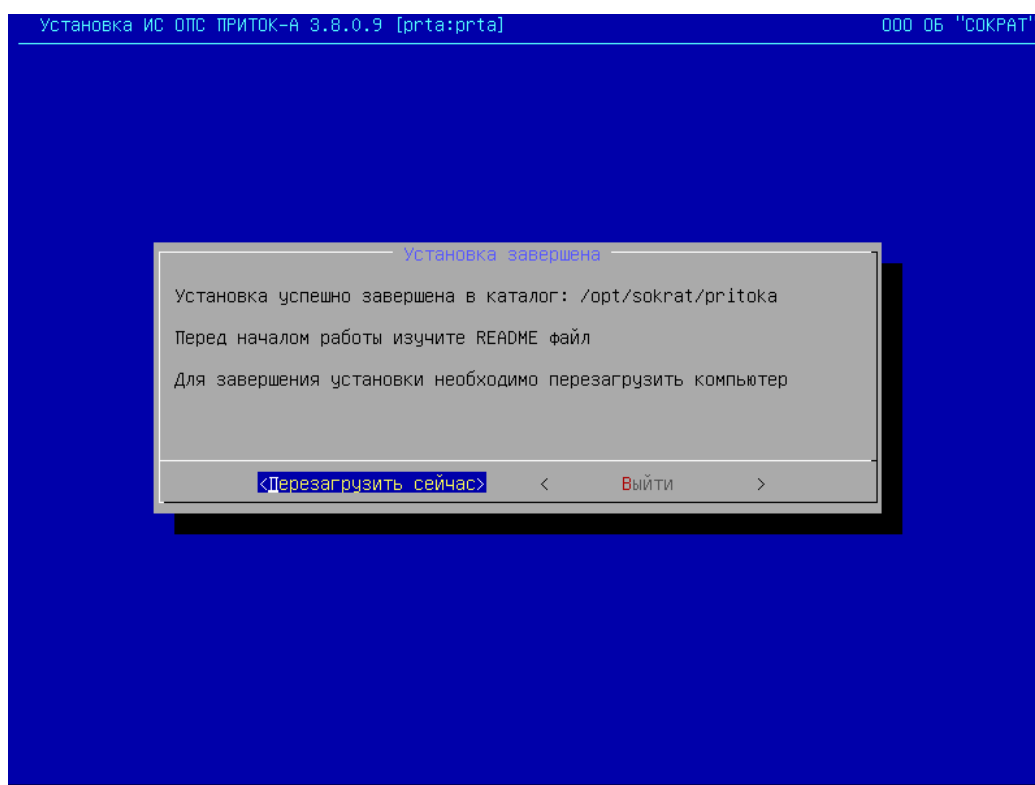 Установка ИС ОПС ПРИТОК-А 3.8.0.9 [prta:prta] ООО ОБ "СОКРАТ"
Установка завершена
Установка успешно завершена в каталог: /opt/sokrat/pritoka
Перед началом работы изучите README файл
Для завершения установки необходимо перезагрузить компьютер
<Перезагрузить сейчас> < Выйти >